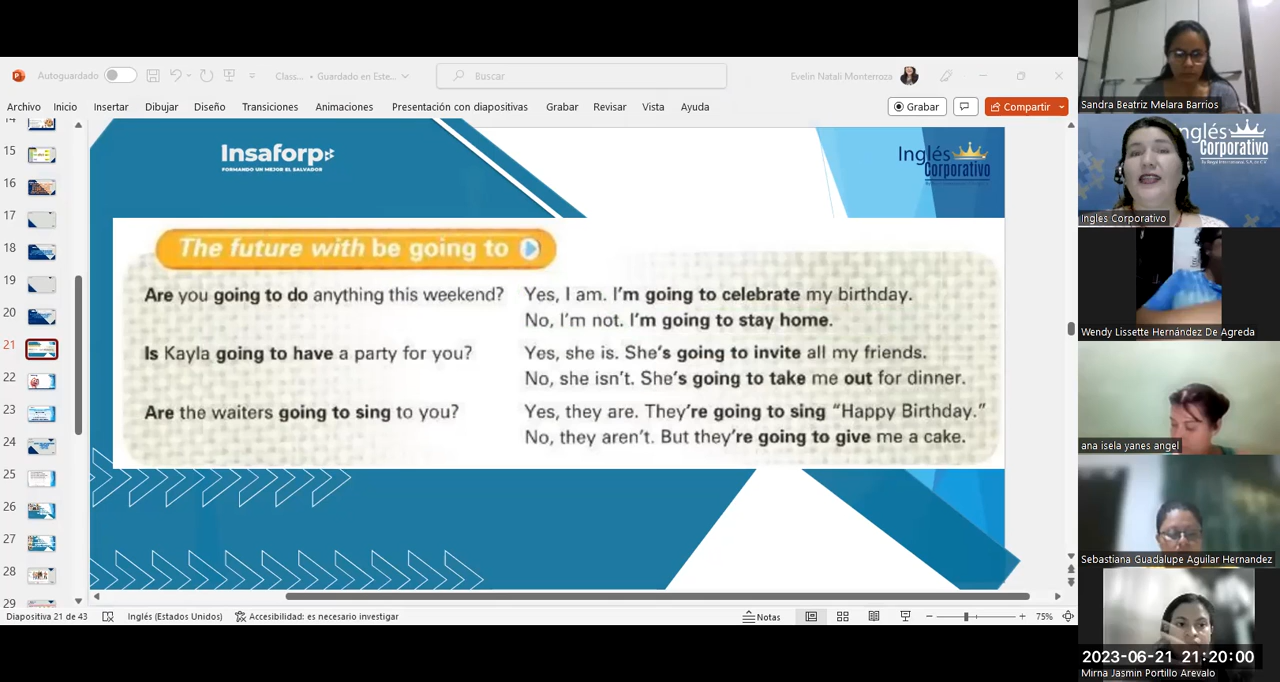 Autoguardado
Class... • Guardado en Este...
Buscar
Evelin Natali Monterroza
Archivo Inicio Insertar Dibujar Diseño Transiciones Animaciones Presentación con diapositivas Grabar Revisar Vista Ayuda
Grabar
Compartir
14
15
16
17
18
19
20
21
22
23
24
25
26
27
28
29
Insaforp
FORMANDO UN MEJOR EL SALVADOR
Inglés
Corporativo
The future with be going to
Are you going to do anything this weekend?
Yes, I am. I'm going to celebrate my birthday.
No, I'm not. I'm going to stay home.
Is Kayla going to have a party for you?
Yes, she is. She's going to invite all my friends.
No, she isn't. She's going to take me out for dinner.
Are the waiters going to sing to you?
Yes, they are. They're going to sing “Happy Birthday.”
No, they aren't. But they're going to give me a cake.
Diapositiva 21 de 43
Inglés (Estados Unidos)
Accesibilidad: es necesario investigar
Notas
75%
Sandra Beatriz Melara Barrios
Inglés
Corporativo
Ingles Corporativo
Wendy Lissette Hernández De Agreda
ana isela yanes angel
Sebastiana Guadalupe Aguilar Hernandez
2023-06-21 21:20:00
Mirna Jasmin Portillo Arevalo